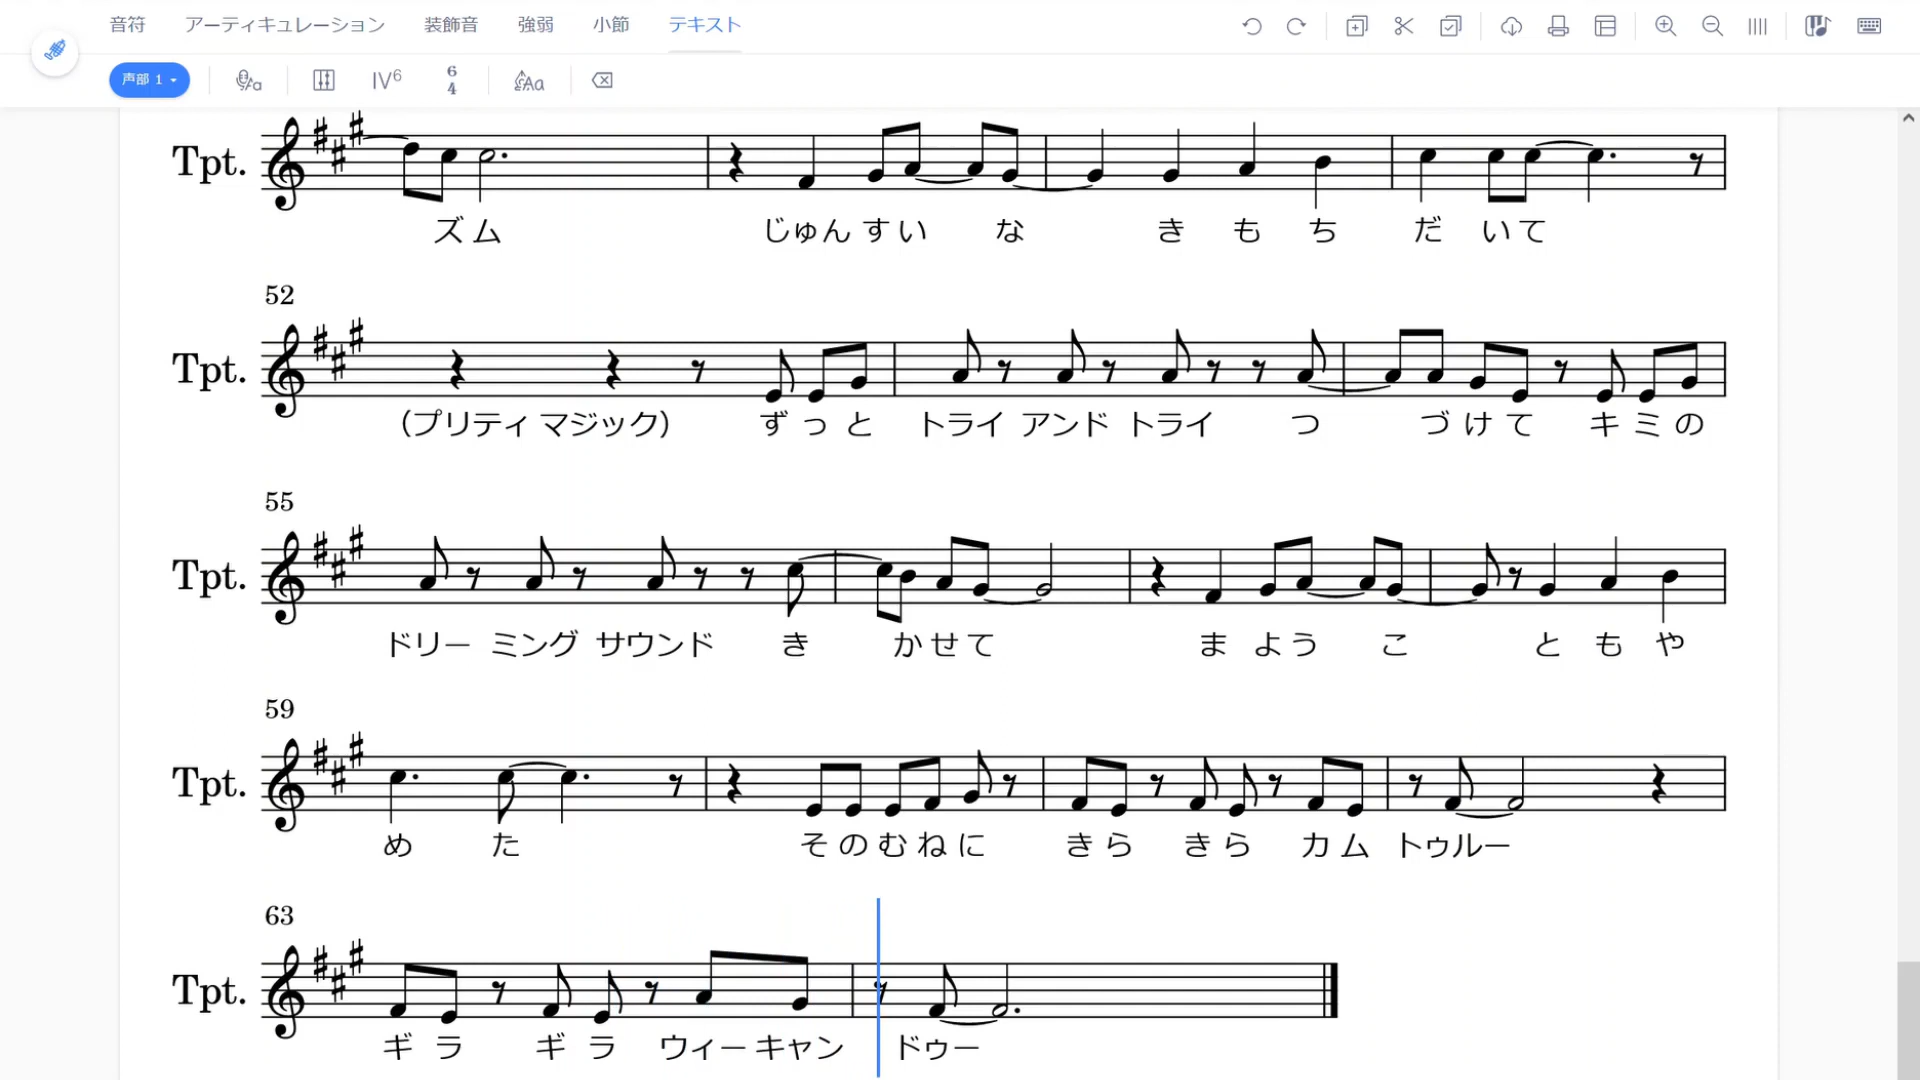 音符 アーティキュレーション 装飾音 強弱 小節 テキスト
声部 1 IV6 6 4 Aa
Tpt.
ズ ム じゅん す い な き も ち だ い て
52
Tpt.
(プリティ マジック) ず っ と トライ アンド トライ つ づ け て キ ミ の
55
Tpt.
ドリー ミング サウンド き か せ て ま よ う こ と も や
59
Tpt.
め た そ の む ね に き ら き ら カ ム トゥルー
63
Tpt.
ギ ラ ギ ラ ウィー キャン ドゥー